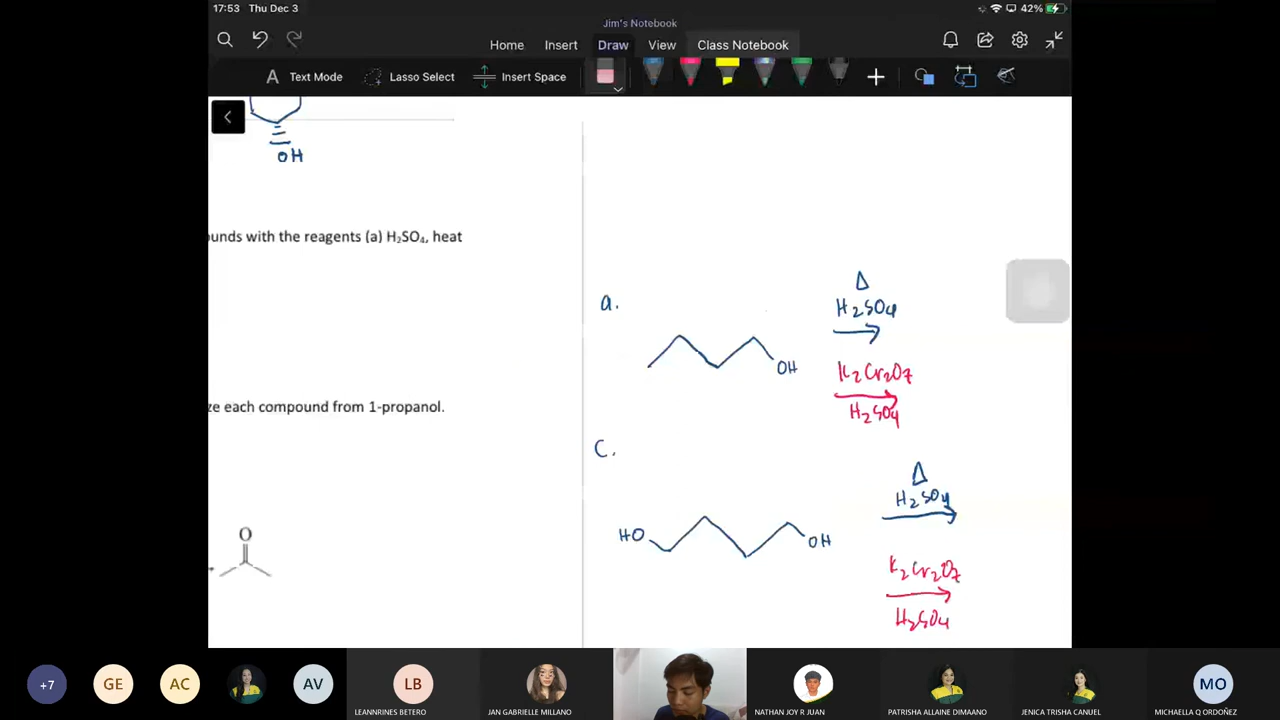 17:53 Thu Dec 3
42%
Jim's Notebook
Home Insert Draw View Class Notebook
Text Mode Lasso Select Insert Space
OH
ounds with the reagents (a) H₂SO₄, heat
ze each compound from 1-propanol.
O
a.
OH
Δ
H₂SO₄
K₂Cr₂O₇
H₂SO₄
C.
HO
OH
Δ
H₂SO₄
K₂Cr₂O₇
H₂SO₄
+7 GE AC AV LB MO
LEANNRINES BETERO JAN GABRIELLE MILLANO NATHAN JOY R JUAN PATRISHA ALLAINE DIMAANO JENICA TRISHA CANUEL MICHAELLA Q ORDOÑEZ